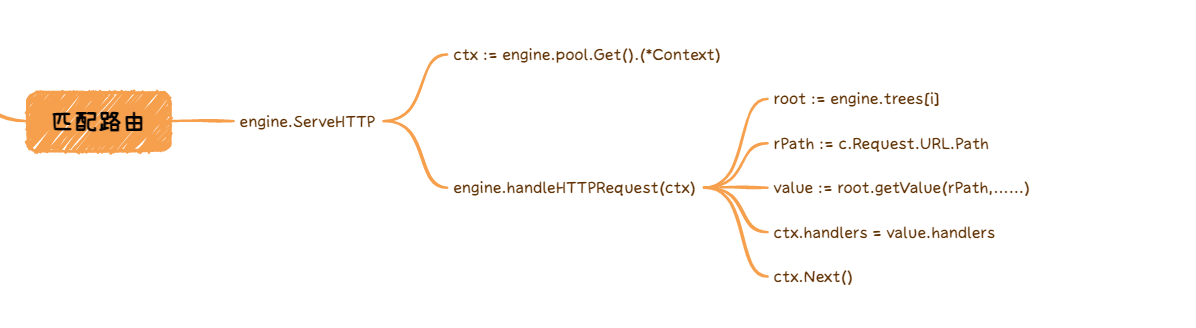 匹配路由
engine.ServeHTTP
ctx := engine.pool.Get().(*Context)
engine.handleHTTPRequest(ctx)
root := engine.trees[i]
rPath := c.Request.URL.Path
value := root.getValue(rPath,......)
ctx.handlers = value.handlers
ctx.Next()